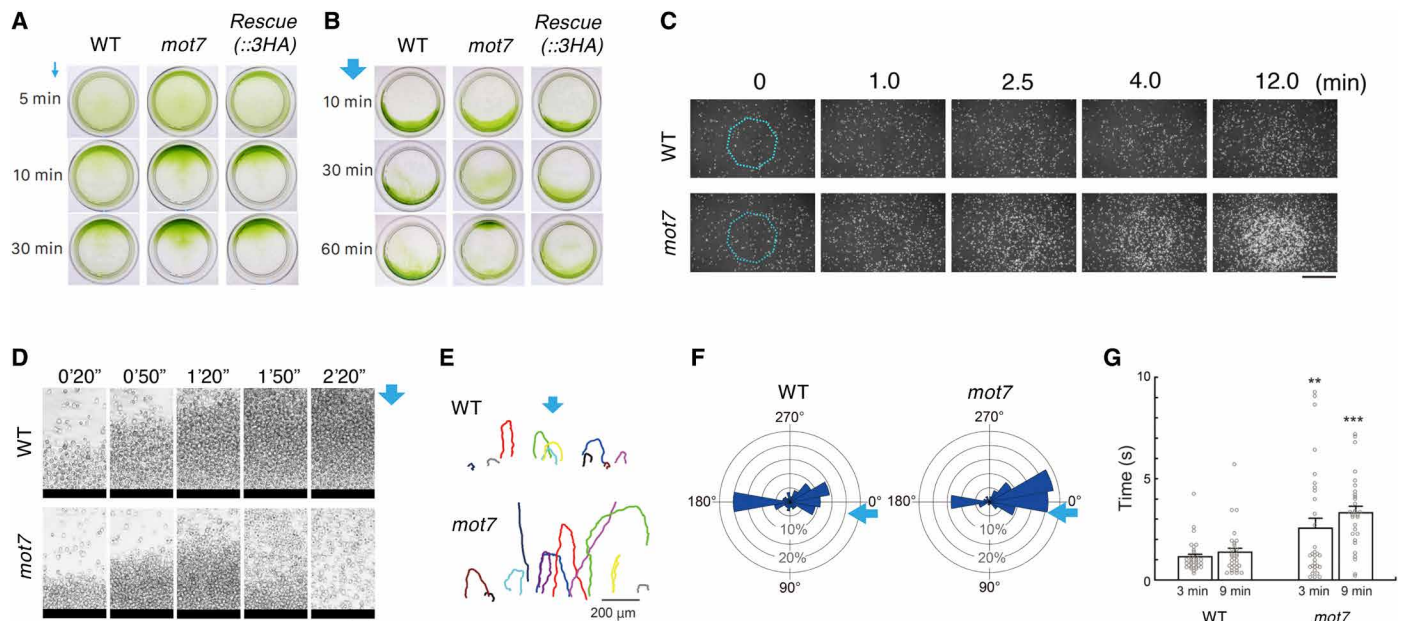 A
WT mot7 Rescue (::3HA)
5 min
10 min
30 min
B
WT mot7 Rescue (::3HA)
10 min
30 min
60 min
C
0 1.0 2.5 4.0 12.0 (min)
WT
mot7
D
0'20” 0'50” 1'20” 1'50” 2'20”
WT
mot7
E
WT
mot7
200 µm
F
WT
270°
180° 0°
10%
20%
90°
mot7
270°
180° 0°
10%
20%
90°
G
10
5
0
Time (s)
** ***
3 min 9 min 3 min 9 min
WT mot7